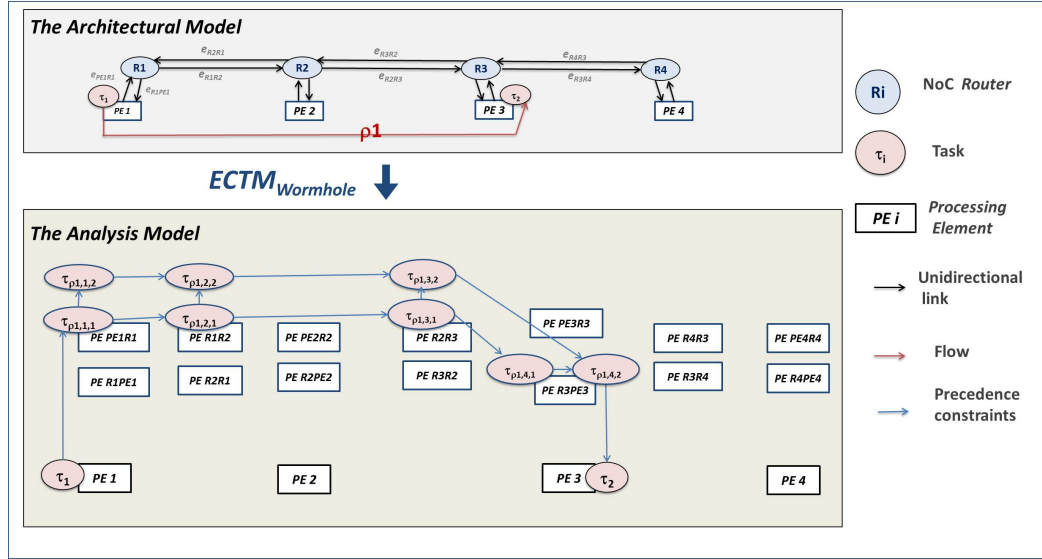 The Architectural Model
e_R2R1 e_R3R2 e_R4R3
R1 R2 R3 R4
e_PE1R1 e_R1R2 e_R2R3 e_R3R4
e_R1PE1
τ1 PE 1 PE 2 PE 3 τ2 PE 4
ρ1
ECTM_Wormhole
The Analysis Model
τρ1,1,2 τρ1,2,2 τρ1,3,2
τρ1,1,1 τρ1,2,1 τρ1,3,1
PE PE1R1 PE R1R2 PE PE2R2 PE R2R3 PE PE3R3 PE R4R3 PE PE4R4
τρ1,4,1 τρ1,4,2
PE R1PE1 PE R2R1 PE R2PE2 PE R3R2 PE R3PE3 PE R3R4 PE R4PE4
τ1 PE 1 PE 2 PE 3 τ2 PE 4
Ri NoC Router
τi Task
PE i Processing
Element
Unidirectional
link
Flow
Precedence
constraints